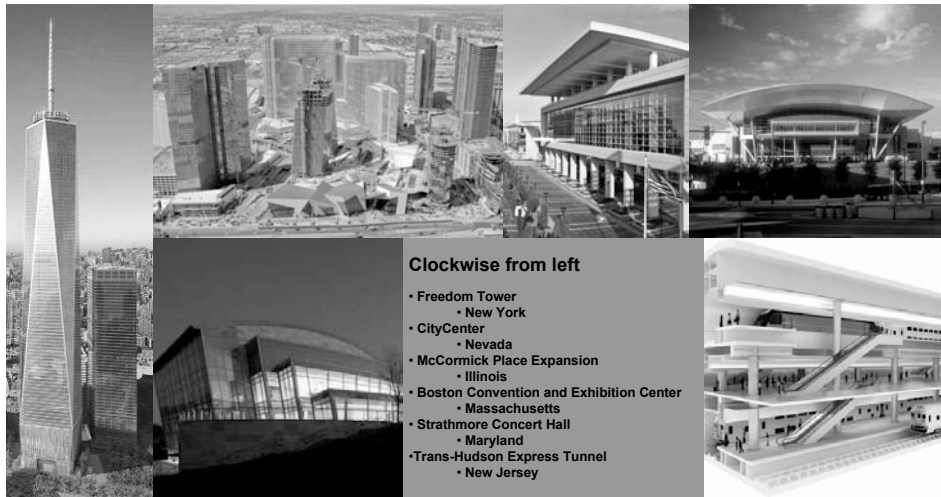 Clockwise from left
• Freedom Tower
• New York
• CityCenter
• Nevada
• McCormick Place Expansion
• Illinois
• Boston Convention and Exhibition Center
• Massachusetts
• Strathmore Concert Hall
• Maryland
•Trans-Hudson Express Tunnel
• New Jersey